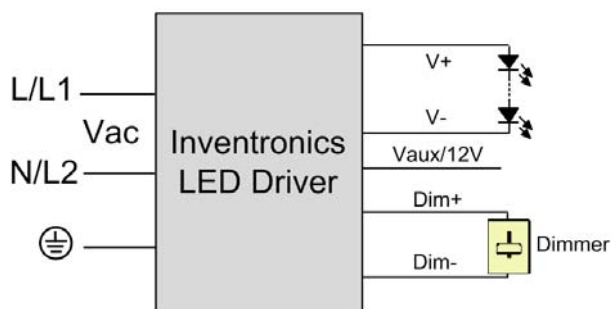 L/L1
Vac
N/L2
Inventronics
LED Driver
V+
V-
Vaux/12V
Dim+
Dim-
Dimmer